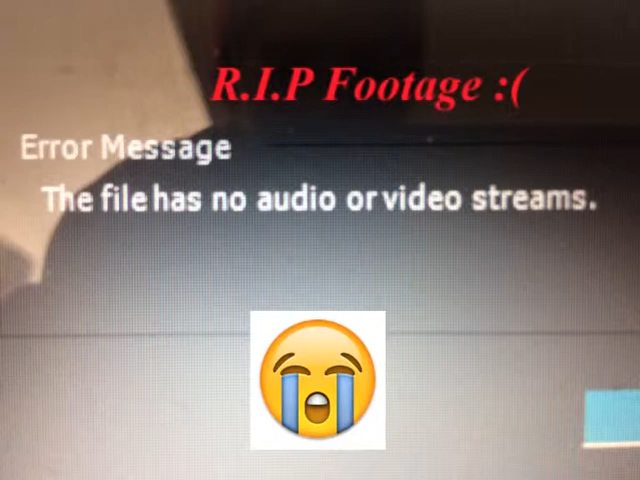 R.I.P Footage :(
Error Message
The file has no audio or video streams.